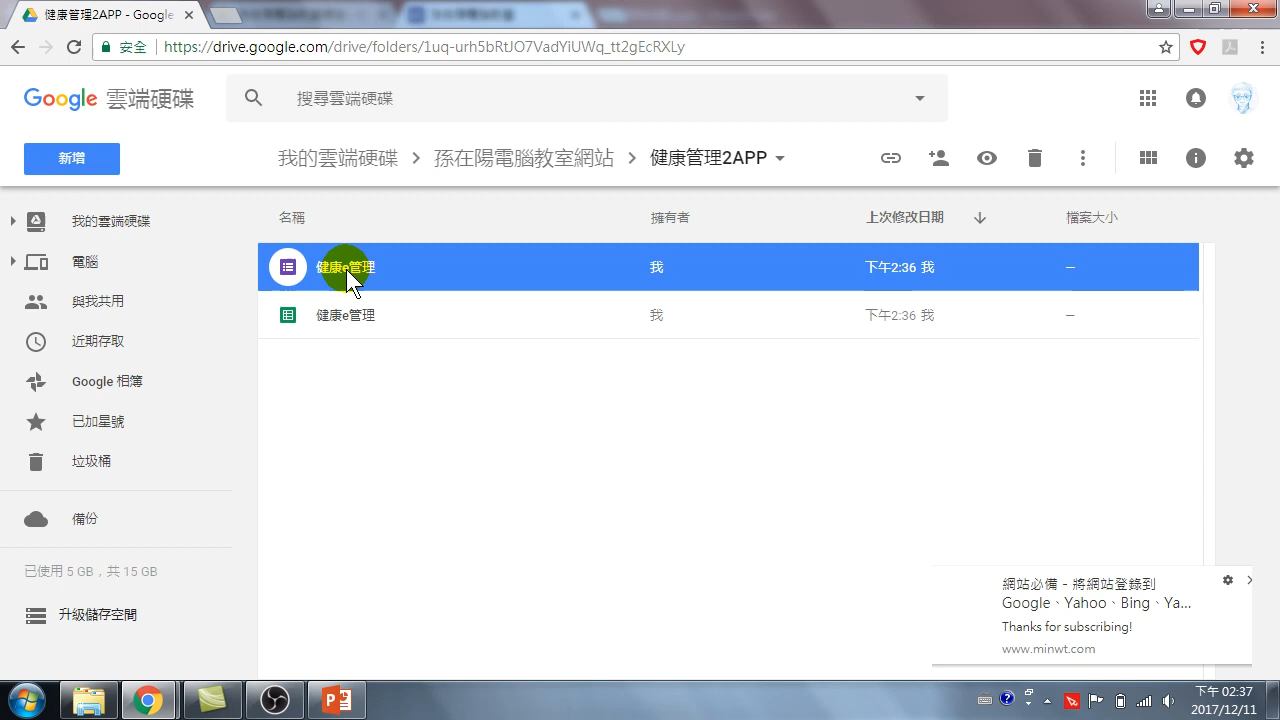 健康管理2APP - Google
安全
https://drive.google.com/drive/folders/1uq-urh5bStJO7VadYiUWq_tt2gEcRXLy
Google 雲端硬碟
搜尋雲端硬碟
新增
我的雲端硬碟 > 孫在陽電腦教室網站 > 健康管理2APP
名稱 擁有者 上次修改日期 檔案大小
健康e管理 我 下午2:36 我 —
健康e管理 我 下午2:36 我 —
我的雲端硬碟
電腦
與我共用
近期存取
Google 相簿
已加星號
垃圾桶
備份
已使用 5 GB，共 15 GB
升級儲存空間
網站必備 - 將網站登錄到
Google、Yahoo、Bing、Ya...
Thanks for subscribing!
www.minwt.com
下午 02:37
2017/12/11